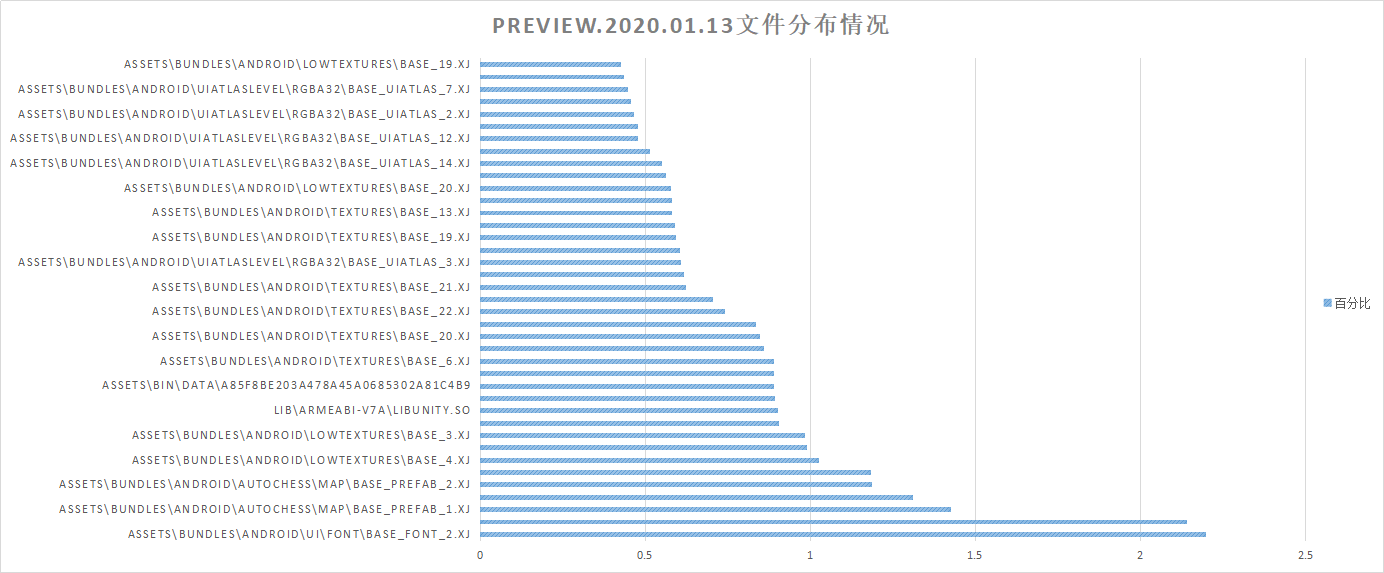 PREVIEW.2020.01.13文件分布情况
ASSETS\BUNDLES\ANDROID\LOWTEXTURES\BASE_19.XJ
ASSETS\BUNDLES\ANDROID\UIATLASLEVEL\RGBA32\BASE_UIATLAS_7.XJ
ASSETS\BUNDLES\ANDROID\UIATLASLEVEL\RGBA32\BASE_UIATLAS_2.XJ
ASSETS\BUNDLES\ANDROID\UIATLASLEVEL\RGBA32\BASE_UIATLAS_12.XJ
ASSETS\BUNDLES\ANDROID\UIATLASLEVEL\RGBA32\BASE_UIATLAS_14.XJ
ASSETS\BUNDLES\ANDROID\LOWTEXTURES\BASE_20.XJ
ASSETS\BUNDLES\ANDROID\TEXTURES\BASE_13.XJ
ASSETS\BUNDLES\ANDROID\TEXTURES\BASE_19.XJ
ASSETS\BUNDLES\ANDROID\UIATLASLEVEL\RGBA32\BASE_UIATLAS_3.XJ
ASSETS\BUNDLES\ANDROID\TEXTURES\BASE_21.XJ
ASSETS\BUNDLES\ANDROID\TEXTURES\BASE_22.XJ
ASSETS\BUNDLES\ANDROID\TEXTURES\BASE_20.XJ
ASSETS\BUNDLES\ANDROID\TEXTURES\BASE_6.XJ
ASSETS\BIN\DATA\A85F8BE203A478A45A0685302A81C4B9
LIB\ARMEABI-V7A\LIBUNITY.SO
ASSETS\BUNDLES\ANDROID\LOWTEXTURES\BASE_3.XJ
ASSETS\BUNDLES\ANDROID\LOWTEXTURES\BASE_4.XJ
ASSETS\BUNDLES\ANDROID\AUTOCHESS\MAP\BASE_PREFAB_2.XJ
ASSETS\BUNDLES\ANDROID\AUTOCHESS\MAP\BASE_PREFAB_1.XJ
ASSETS\BUNDLES\ANDROID\UI\FONT\BASE_FONT_2.XJ
0 0.5 1 1.5 2 2.5
百分比